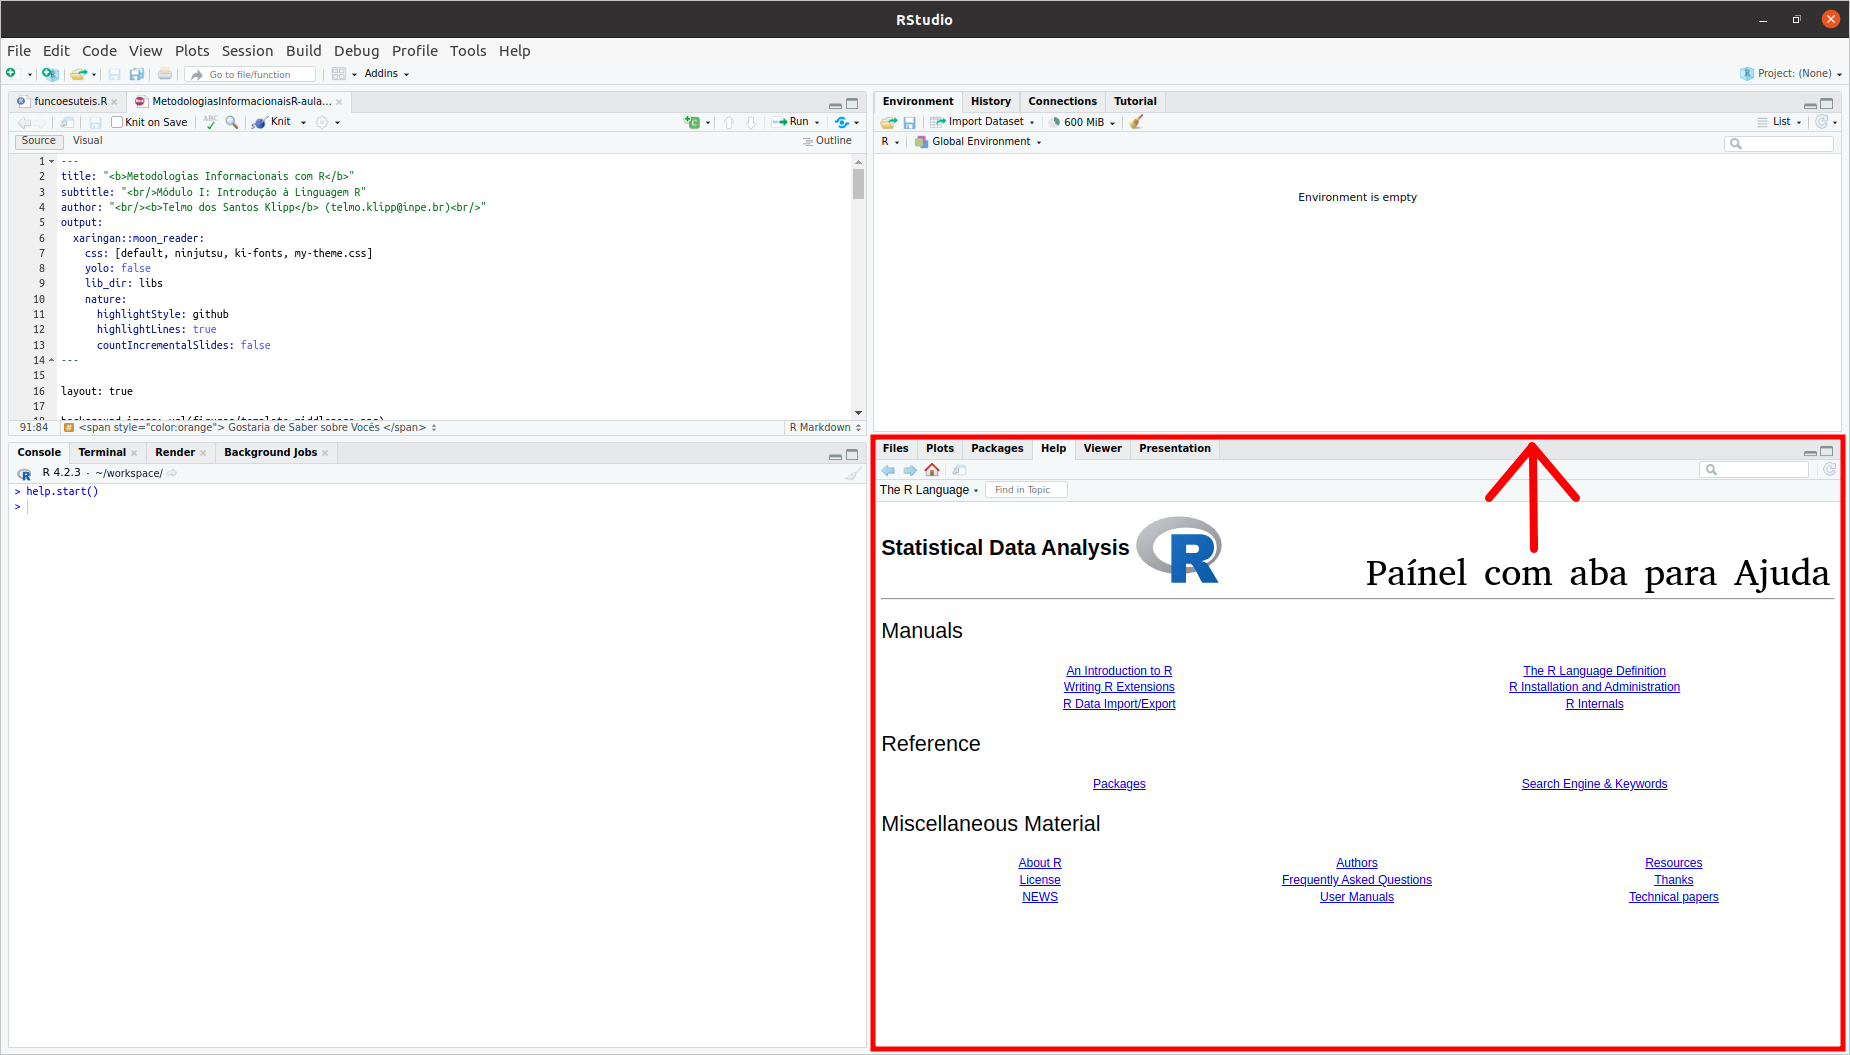 RStudio
File Edit Code View Plots Session Build Debug Profile Tools Help
Go to file/function Addins Project: (None)
funcoesuteis.R MetodologiasInformacionaisR-aula...
Knit on Save ABC Knit Run
Source Visual Outline
1 ---
2 title: "<b>Metodologias Informacionais com R</b>"
3 subtitle: "<br/>Módulo I: Introdução à Linguagem R"
4 author: "<br/><b>Telmo dos Santos Klipp</b> (telmo.klipp@inpe.br)<br/>"
5 output:
6 xaringan::moon_reader:
7 css: [default, ninjutsu, ki-fonts, my-theme.css]
8 yolo: false
9 lib_dir: libs
10 nature:
11 highlightStyle: github
12 highlightLines: true
13 countIncrementalSlides: false
14 ---
15
16 layout: true
17
91:84 # <span style="color:orange"> Gostaria de Saber sobre Vocês </span> R Markdown
Environment History Connections Tutorial
Import Dataset 600 MiB List
R Global Environment
Environment is empty
Console Terminal Render Background Jobs
R 4.2.3 · ~/workspace/
> help.start()
>
Files Plots Packages Help Viewer Presentation
The R Language Find in Topic
Statistical Data Analysis R
Paínel com aba para Ajuda
Manuals
An Introduction to R The R Language Definition
Writing R Extensions R Installation and Administration
R Data Import/Export R Internals
Reference
Packages Search Engine & Keywords
Miscellaneous Material
About R Authors Resources
License Frequently Asked Questions Thanks
NEWS User Manuals Technical papers